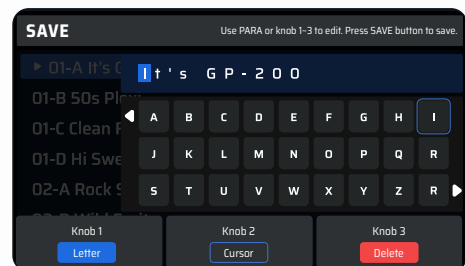 SAVE Use PARA or knob 1~3 to edit. Press SAVE button to save.
It's GP-200
01-A It's G
01-B 50s Ple
01-C Clean
01-D Hi Swe
02-A Rock
A B C D E F G H I
J K L M N O P Q R
S T U V W X Y Z R
Knob 1 Knob 2 Knob 3
Letter Cursor Delete